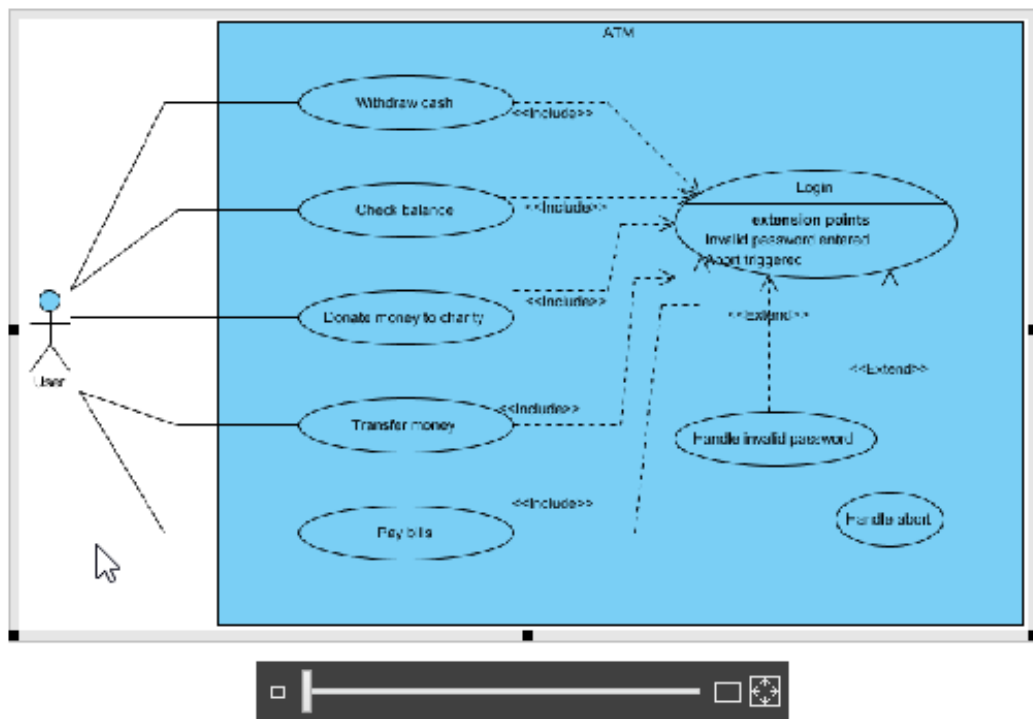 ATM
Withdraw cash
<<Include>>
Check balance
<<Include>>
Login
extension points
Invalid password entered
Abort triggered
Donate money to charity
<<Include>>
<<Extend>>
User
<<Extend>>
Transfer money
<<Include>>
Handle invalid password
Pay bills
<<Include>>
Handle abort